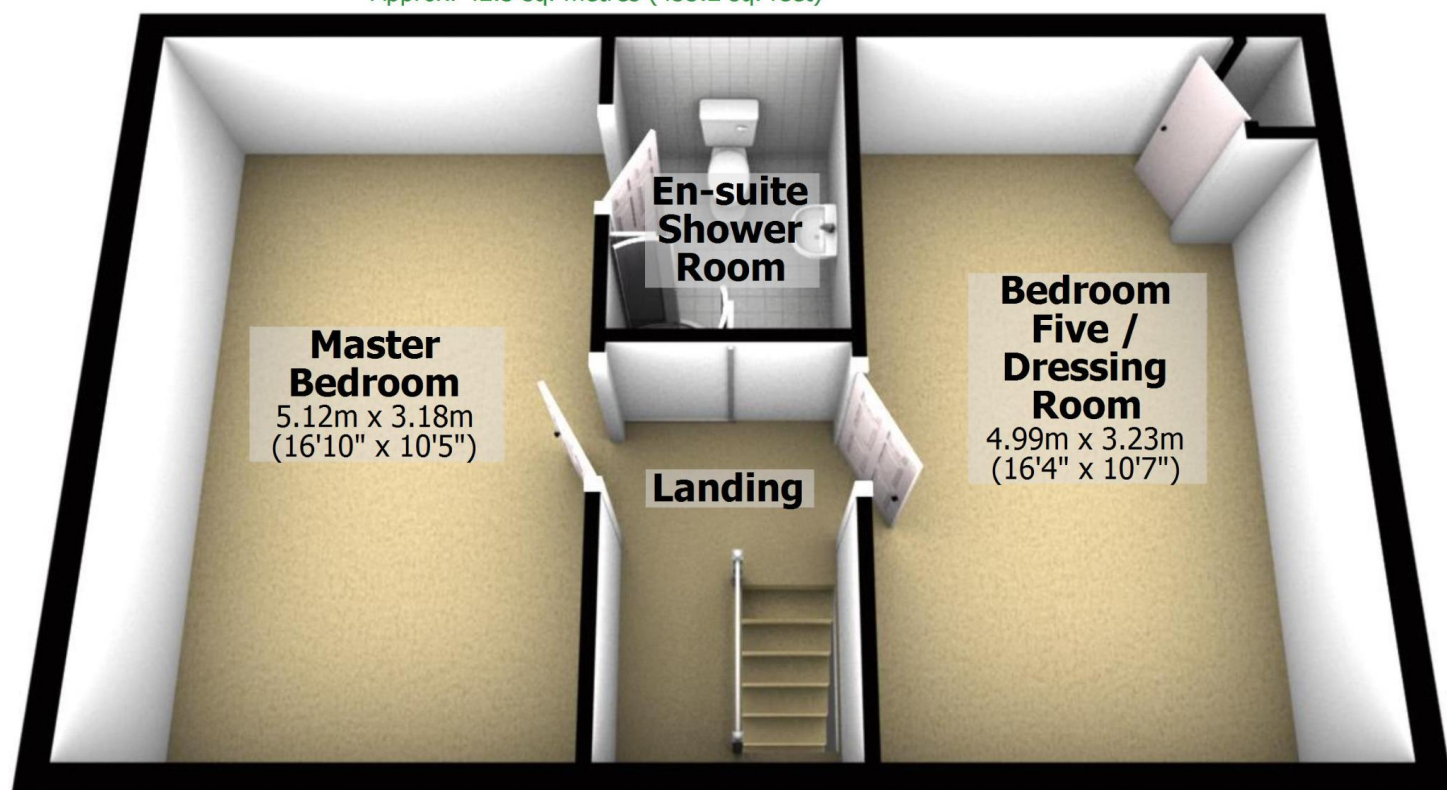 Master
Bedroom
5.12m x 3.18m
(16'10" x 10'5")
En-suite
Shower
Room
Landing
Bedroom
Five /
Dressing
Room
4.99m x 3.23m
(16'4" x 10'7")